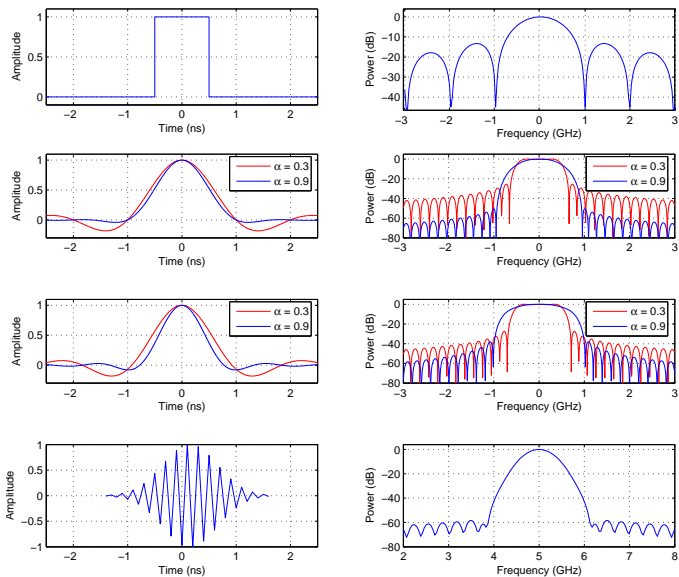 Amplitude
1
0.5
0
−2 −1 0 1 2
Time (ns)
Power (dB)
0
−10
−20
−30
−40
−3 −2 −1 0 1 2 3
Frequency (GHz)
Amplitude
1
0.5
0
α = 0.3
α = 0.9
−2 −1 0 1 2
Time (ns)
Power (dB)
0
−20
−40
−60
−80
α = 0.3
α = 0.9
−3 −2 −1 0 1 2 3
Frequency (GHz)
Amplitude
1
0.5
0
α = 0.3
α = 0.9
−2 −1 0 1 2
Time (ns)
Power (dB)
0
−20
−40
−60
−80
α = 0.3
α = 0.9
−3 −2 −1 0 1 2 3
Frequency (GHz)
Amplitude
1
0.5
0
−0.5
−1
−2 −1 0 1 2
Time (ns)
Power (dB)
0
−20
−40
−60
−80
2 3 4 5 6 7 8
Frequency (GHz)